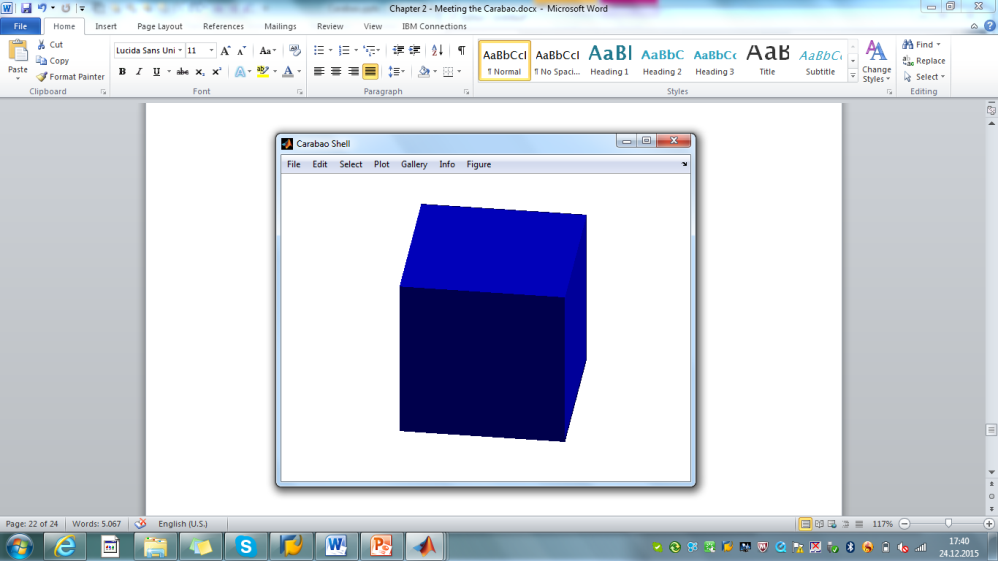 Chapter 2 - Meeting the Carabao.docx - Microsoft Word
File Home Insert Page Layout References Mailings Review View IBM Connections
Paste
Cut
Copy
Format Painter
Clipboard
Lucida Sans Uni 11
Font
Paragraph
AaBbCcI AaBbCcI AaBl AaBbC AaBbCc AaB AaBbC
¶ Normal ¶ No Spaci... Heading 1 Heading 2 Heading 3 Title Subtitle
Change Styles
Styles
Find
Replace
Select
Editing
Carabao Shell
File Edit Select Plot Gallery Info Figure
Page: 22 of 24 Words: 5.067 English (U.S.) 117%
17:40
24.12.2015